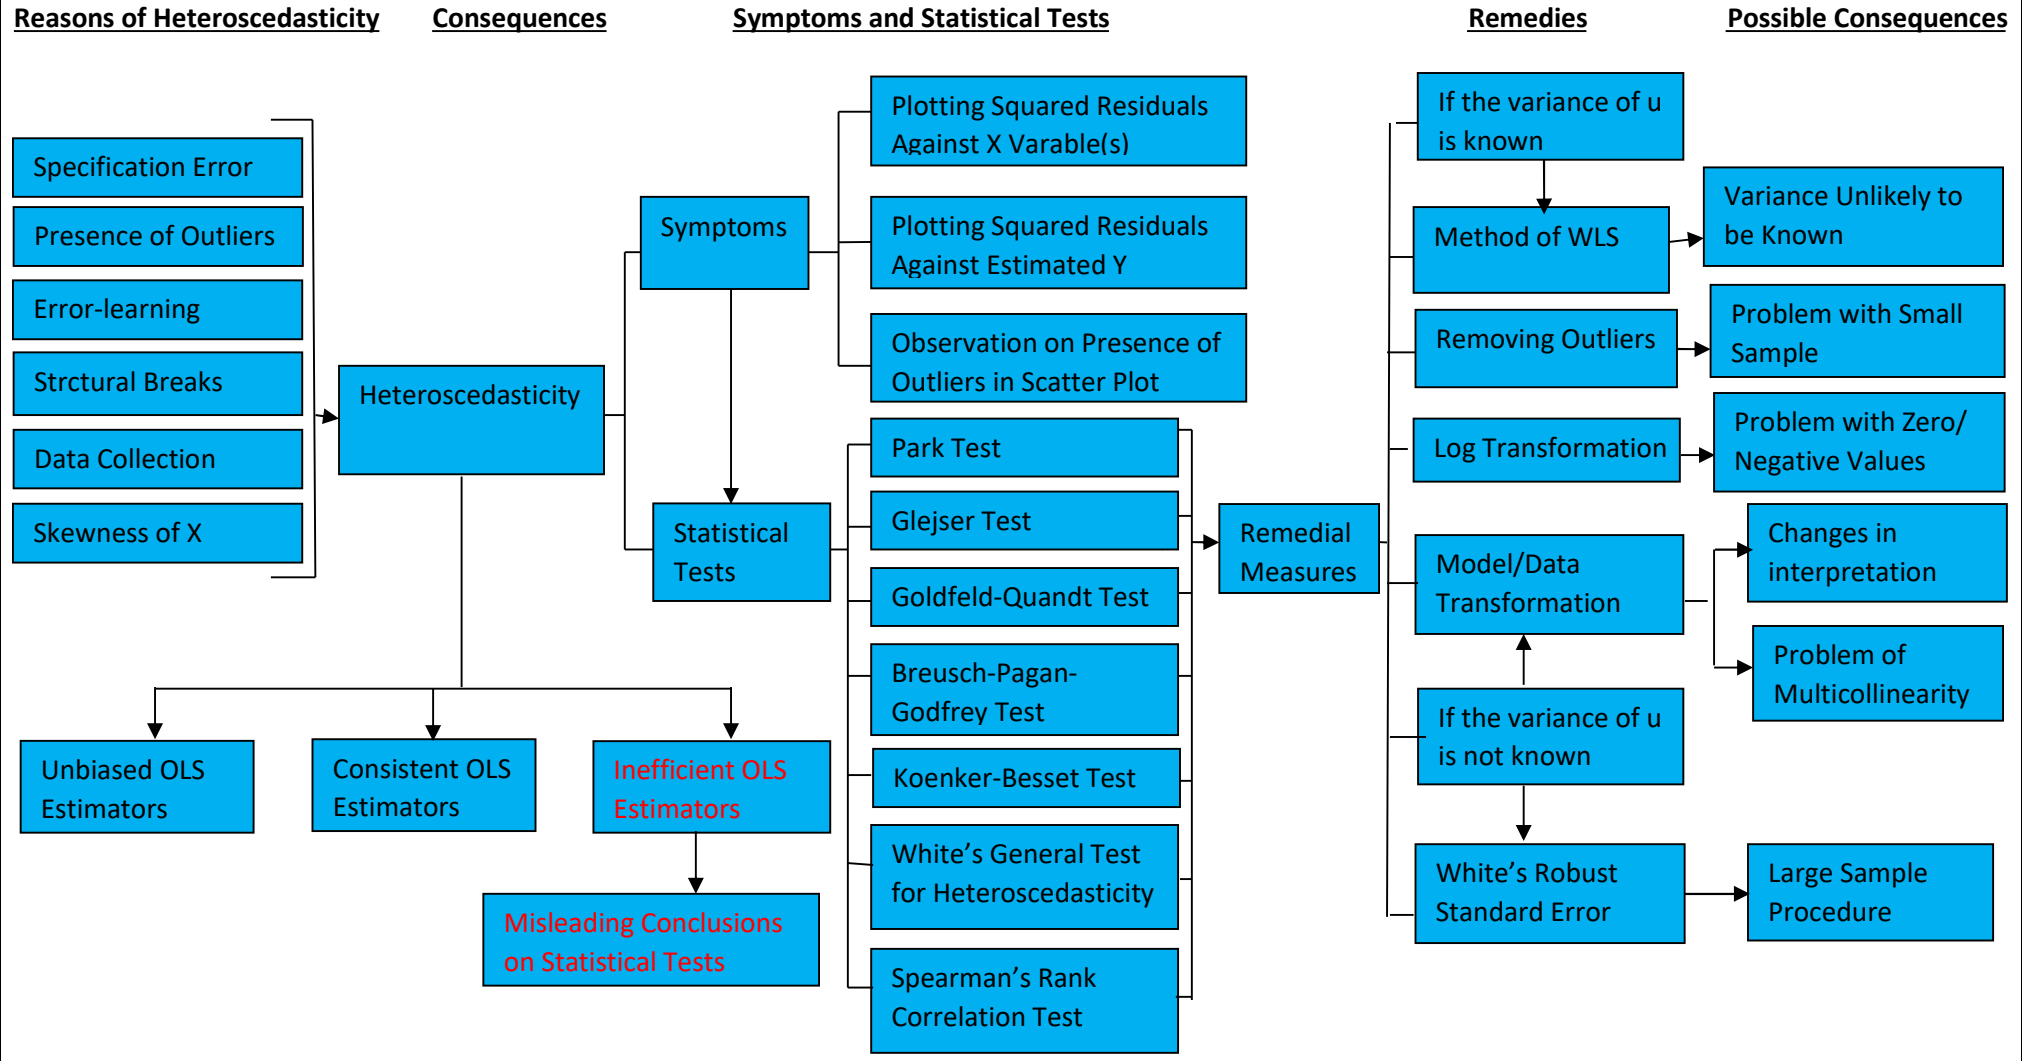 Reasons of Heteroscedasticity
Consequences
Symptoms and Statistical Tests
Remedies
Possible Consequences
Specification Error
Presence of Outliers
Error-learning
Strctural Breaks
Data Collection
Skewness of X
Heteroscedasticity
Unbiased OLS
Estimators
Consistent OLS
Estimators
Inefficient OLS
Estimators
Misleading Conclusions
on Statistical Tests
Symptoms
Statistical
Tests
Plotting Squared Residuals
Against X Varable(s)
Plotting Squared Residuals
Against Estimated Y
Observation on Presence of
Outliers in Scatter Plot
Park Test
Glejser Test
Goldfeld-Quandt Test
Breusch-Pagan-
Godfrey Test
Koenker-Besset Test
White’s General Test
for Heteroscedasticity
Spearman’s Rank
Correlation Test
Remedial
Measures
If the variance of u
is known
Method of WLS
Removing Outliers
Log Transformation
Model/Data
Transformation
If the variance of u
is not known
White’s Robust
Standard Error
Variance Unlikely to
be Known
Problem with Small
Sample
Problem with Zero/
Negative Values
Changes in
interpretation
Problem of
Multicollinearity
Large Sample
Procedure